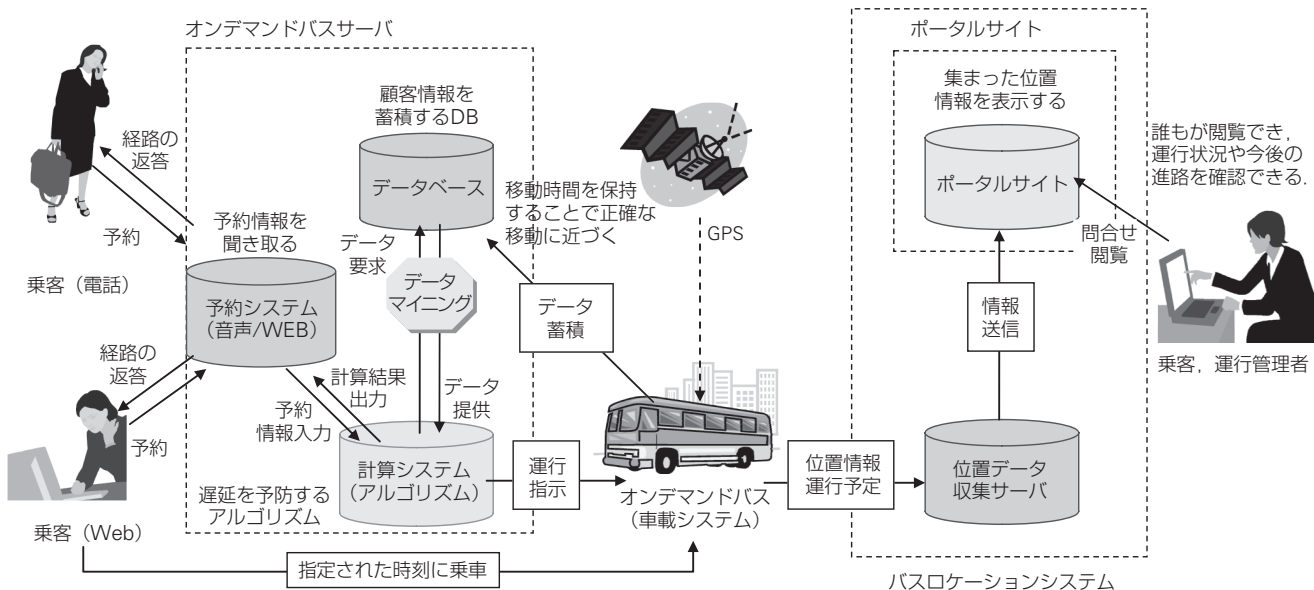 オンデマンドバスサーバ
ポータルサイト
顧客情報を
蓄積するDB
データベース
経路の
返答
予約
乗客（電話）
予約情報を
聞き取る
予約システム
（音声/WEB）
データ
要求
データ
マイニング
移動時間を保持
することで正確な
移動に近づく
データ
蓄積
GPS
集まった位置
情報を表示する
ポータルサイト
誰もが閲覧でき，
運行状況や今後の
進路を確認できる．
問合せ
閲覧
情報
送信
乗客，運行管理者
経路の
返答
予約
乗客（Web）
計算結果
出力
予約
情報入力
データ
提供
計算システム
（アルゴリズム）
遅延を予防する
アルゴリズム
運行
指示
オンデマンドバス
（車載システム）
位置情報
運行予定
位置データ
収集サーバ
指定された時刻に乗車
バスロケーションシステム